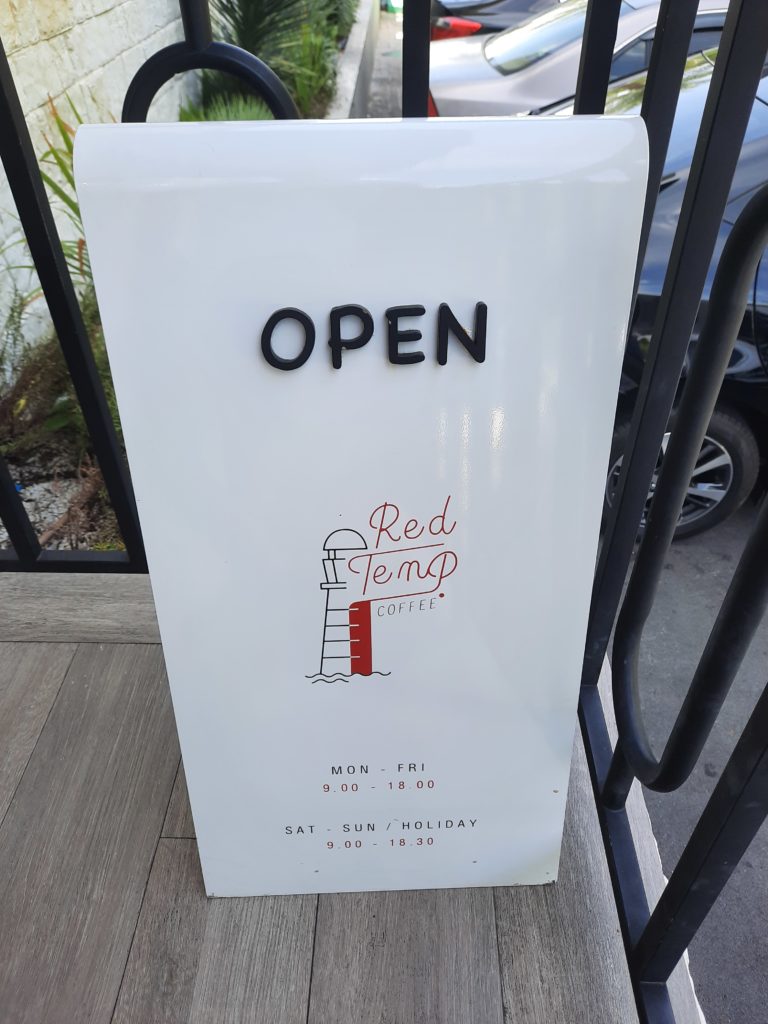 OPEN
Red
Temp
COFFEE
MON - FRI
9.00 - 18.00
SAT - SUN / HOLIDAY
9.00 - 18.30